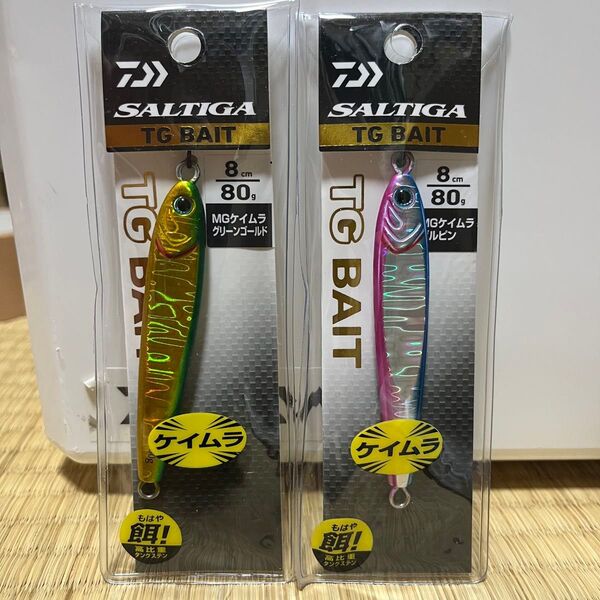 SALTIGA
TG BAIT
8cm
80g
MGケイムラ
グリーンゴールド
TG BAIT
ケイムラ
もはや
餌!
高比重
タングステン
SALTIGA
TG BAIT
8cm
80g
MGケイムラ
ルピン
TG BAIT
ケイムラ
もはや
餌!
高比重
タングステン